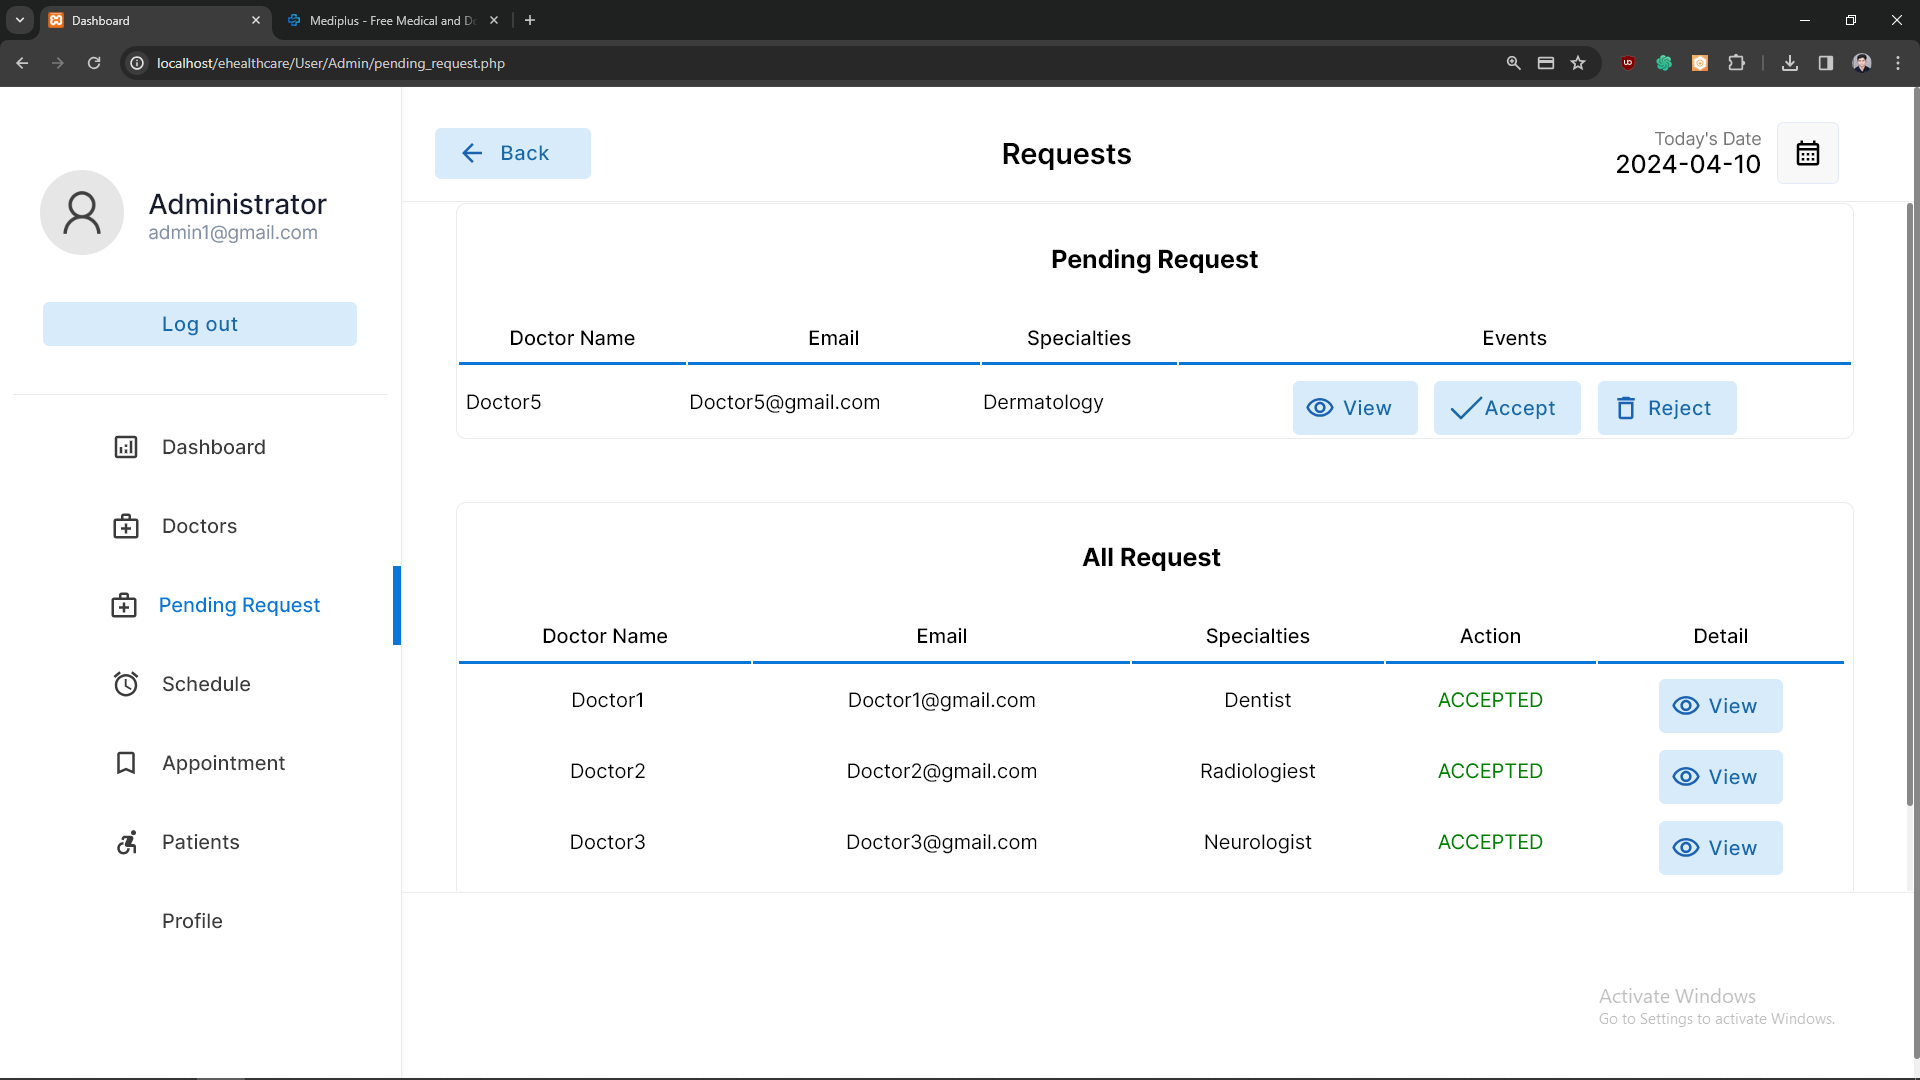 Dashboard
Mediplus - Free Medical and Do
localhost/ehealthcare/User/Admin/pending_request.php
Administrator
admin1@gmail.com
Log out
Dashboard
Doctors
Pending Request
Schedule
Appointment
Patients
Profile
Back
Requests
Today's Date
2024-04-10
Pending Request
Doctor Name Email Specialties Events
Doctor5 Doctor5@gmail.com Dermatology View Accept Reject
All Request
Doctor Name Email Specialties Action Detail
Doctor1 Doctor1@gmail.com Dentist ACCEPTED View
Doctor2 Doctor2@gmail.com Radiologiest ACCEPTED View
Doctor3 Doctor3@gmail.com Neurologist ACCEPTED View
Activate Windows
Go to Settings to activate Windows.